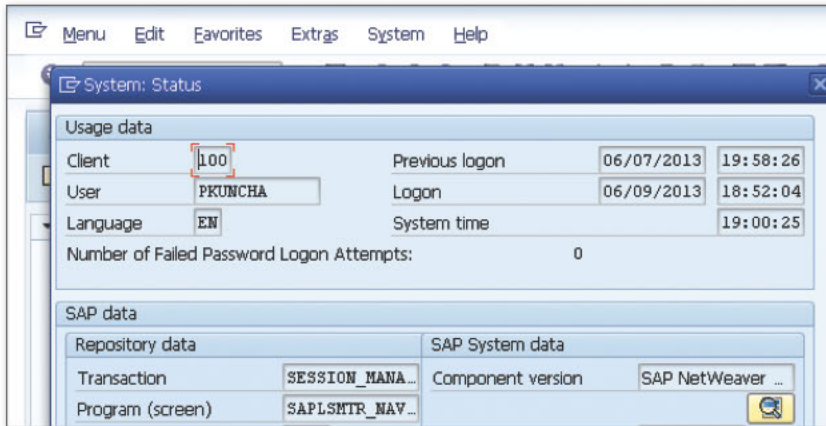 Menu Edit Favorites Extras System Help
System: Status
Usage data
Client 100 Previous logon 06/07/2013 19:58:26
User PKUNCHA Logon 06/09/2013 18:52:04
Language EN System time 19:00:25
Number of Failed Password Logon Attempts: 0
SAP data
Repository data SAP System data
Transaction SESSION_MANA… Component version SAP NetWeaver ...
Program (screen) SAPLSMTR_NAV…